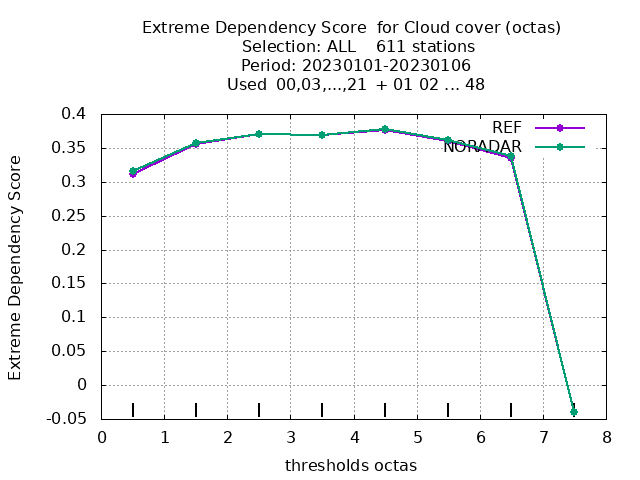 Extreme Dependency Score  for Cloud cover (octas)
Selection: ALL    611 stations
Period: 20230101-20230106
Used  00,03,...,21  + 01 02 ... 48
Extreme Dependency Score
0.4
0.35
0.3
0.25
0.2
0.15
0.1
0.05
0
-0.05
REF
NORADAR
0 1 2 3 4 5 6 7 8
thresholds octas